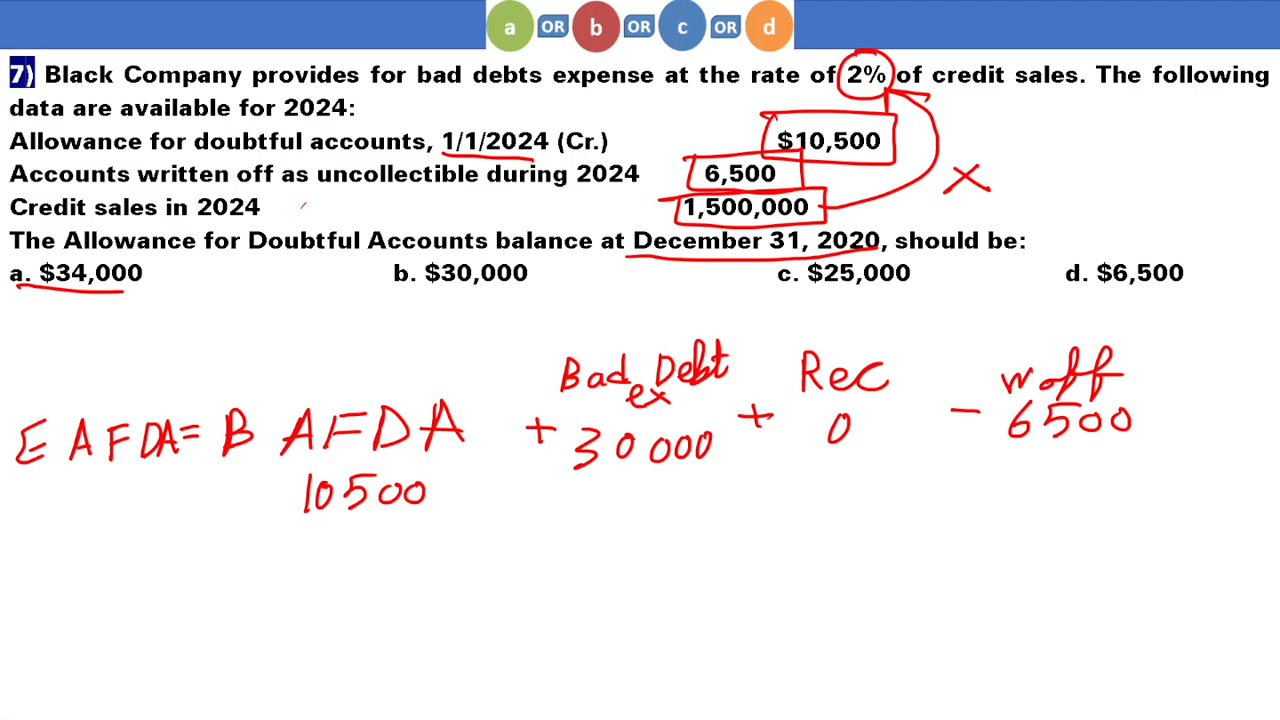 a OR b OR c OR d
7) Black Company provides for bad debts expense at the rate of 2% of credit sales. The following
data are available for 2024:
Allowance for doubtful accounts, 1/1/2024 (Cr.) $10,500
Accounts written off as uncollectible during 2024 6,500
Credit sales in 2024 1,500,000
The Allowance for Doubtful Accounts balance at December 31, 2020, should be:
a. $34,000 b. $30,000 c. $25,000 d. $6,500
Bad Debt Rec w off
ex
E A F DA = B A F D A + 30000 + 0 - 6500
10500